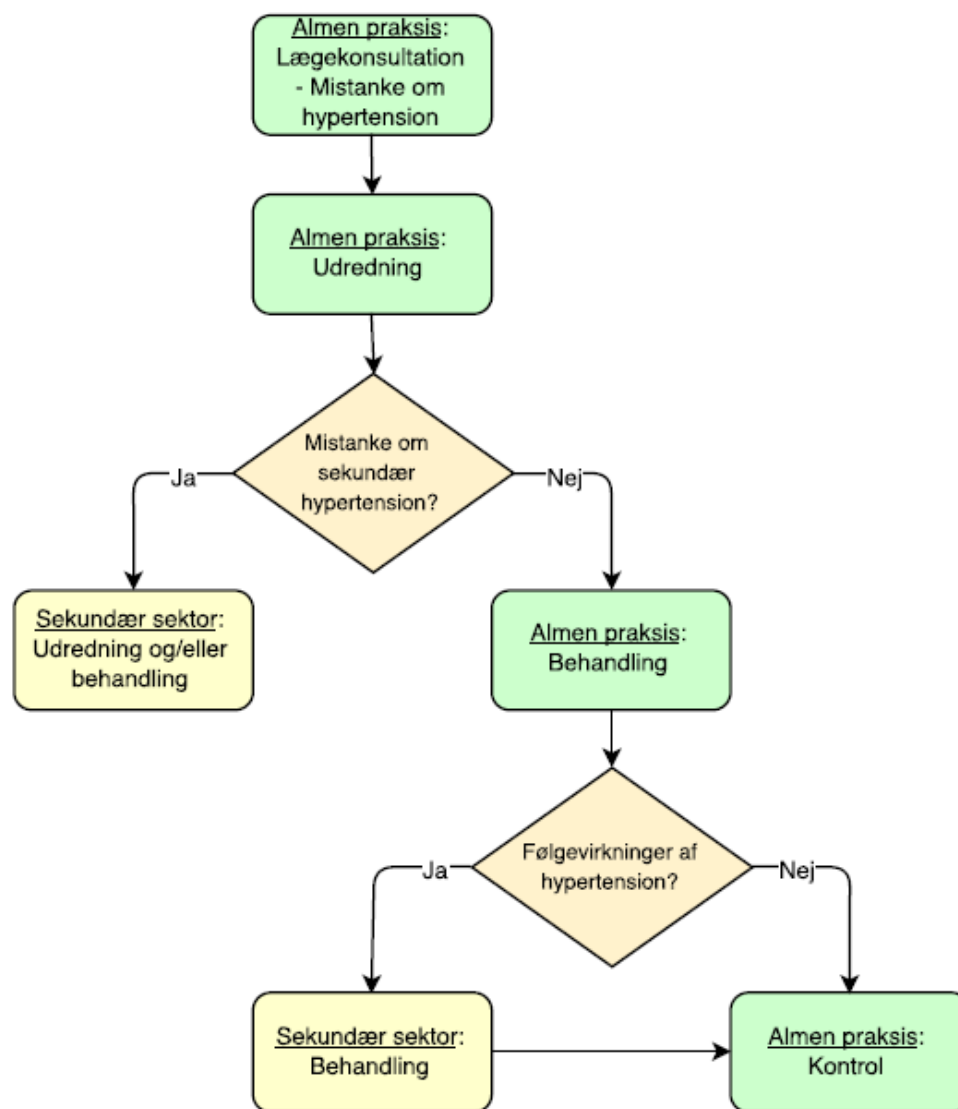 Almen praksis:
Lægekonsultation
- Mistanke om
hypertension
Almen praksis:
Udredning
Mistanke om
sekundær
hypertension?
Ja
Nej
Sekundær sektor:
Udredning og/eller
behandling
Almen praksis:
Behandling
Følgevirkninger af
hypertension?
Ja
Nej
Sekundær sektor:
Behandling
Almen praksis:
Kontrol